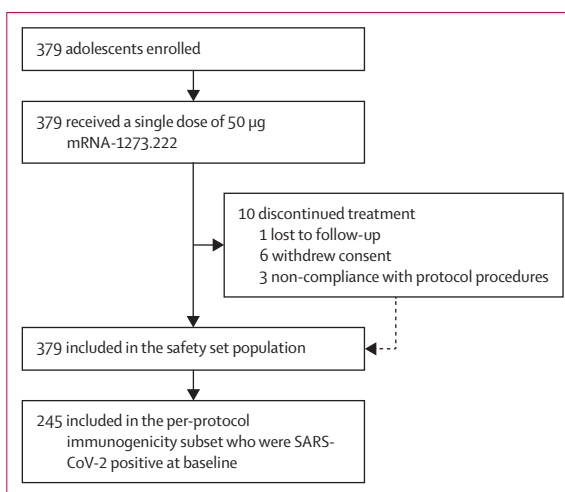 379 adolescents enrolled
379 received a single dose of 50 µg
mRNA-1273.222
10 discontinued treatment
1 lost to follow-up
6 withdrew consent
3 non-compliance with protocol procedures
379 included in the safety set population
245 included in the per-protocol
immunogenicity subset who were SARS-
CoV-2 positive at baseline